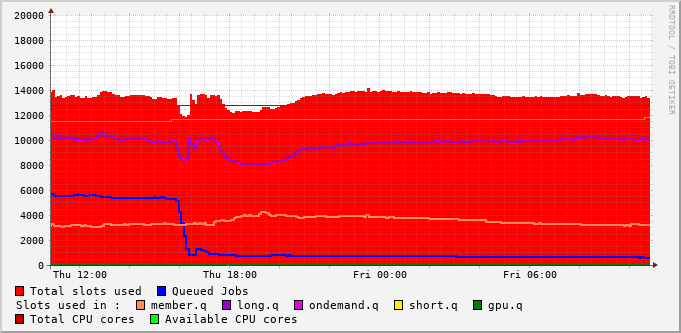 RRDTOOL / TOBI OETIKER
20000
18000
16000
14000
12000
10000
8000
6000
4000
2000
0
Thu 12:00 Thu 18:00 Fri 00:00 Fri 06:00
Total slots used Queued Jobs
Slots used in : member.q long.q ondemand.q short.q gpu.q
Total CPU cores Available CPU cores